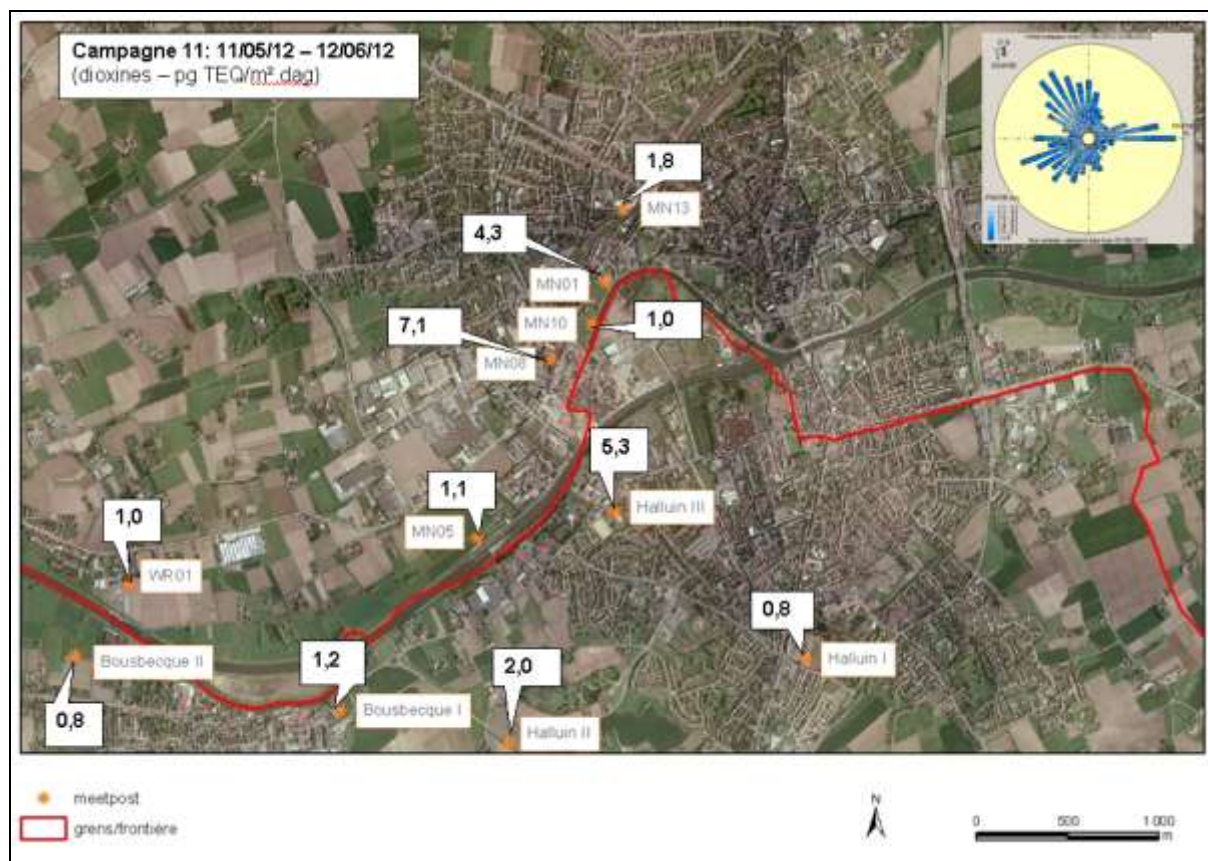 Campagne 11: 11/05/12 – 12/06/12
(dioxines – pg TEQ/m².dag)
1,8
MN13
4,3
MN01
MN10
1,0
7,1
MN08
5,3
Halluin III
1,1
MN05
1,0
WR01
0,8
Halluin I
Bousbecque II
0,8
1,2
Bousbecque I
2,0
Halluin II
meetpost
grens/frontière
N
0 500 1 000
m